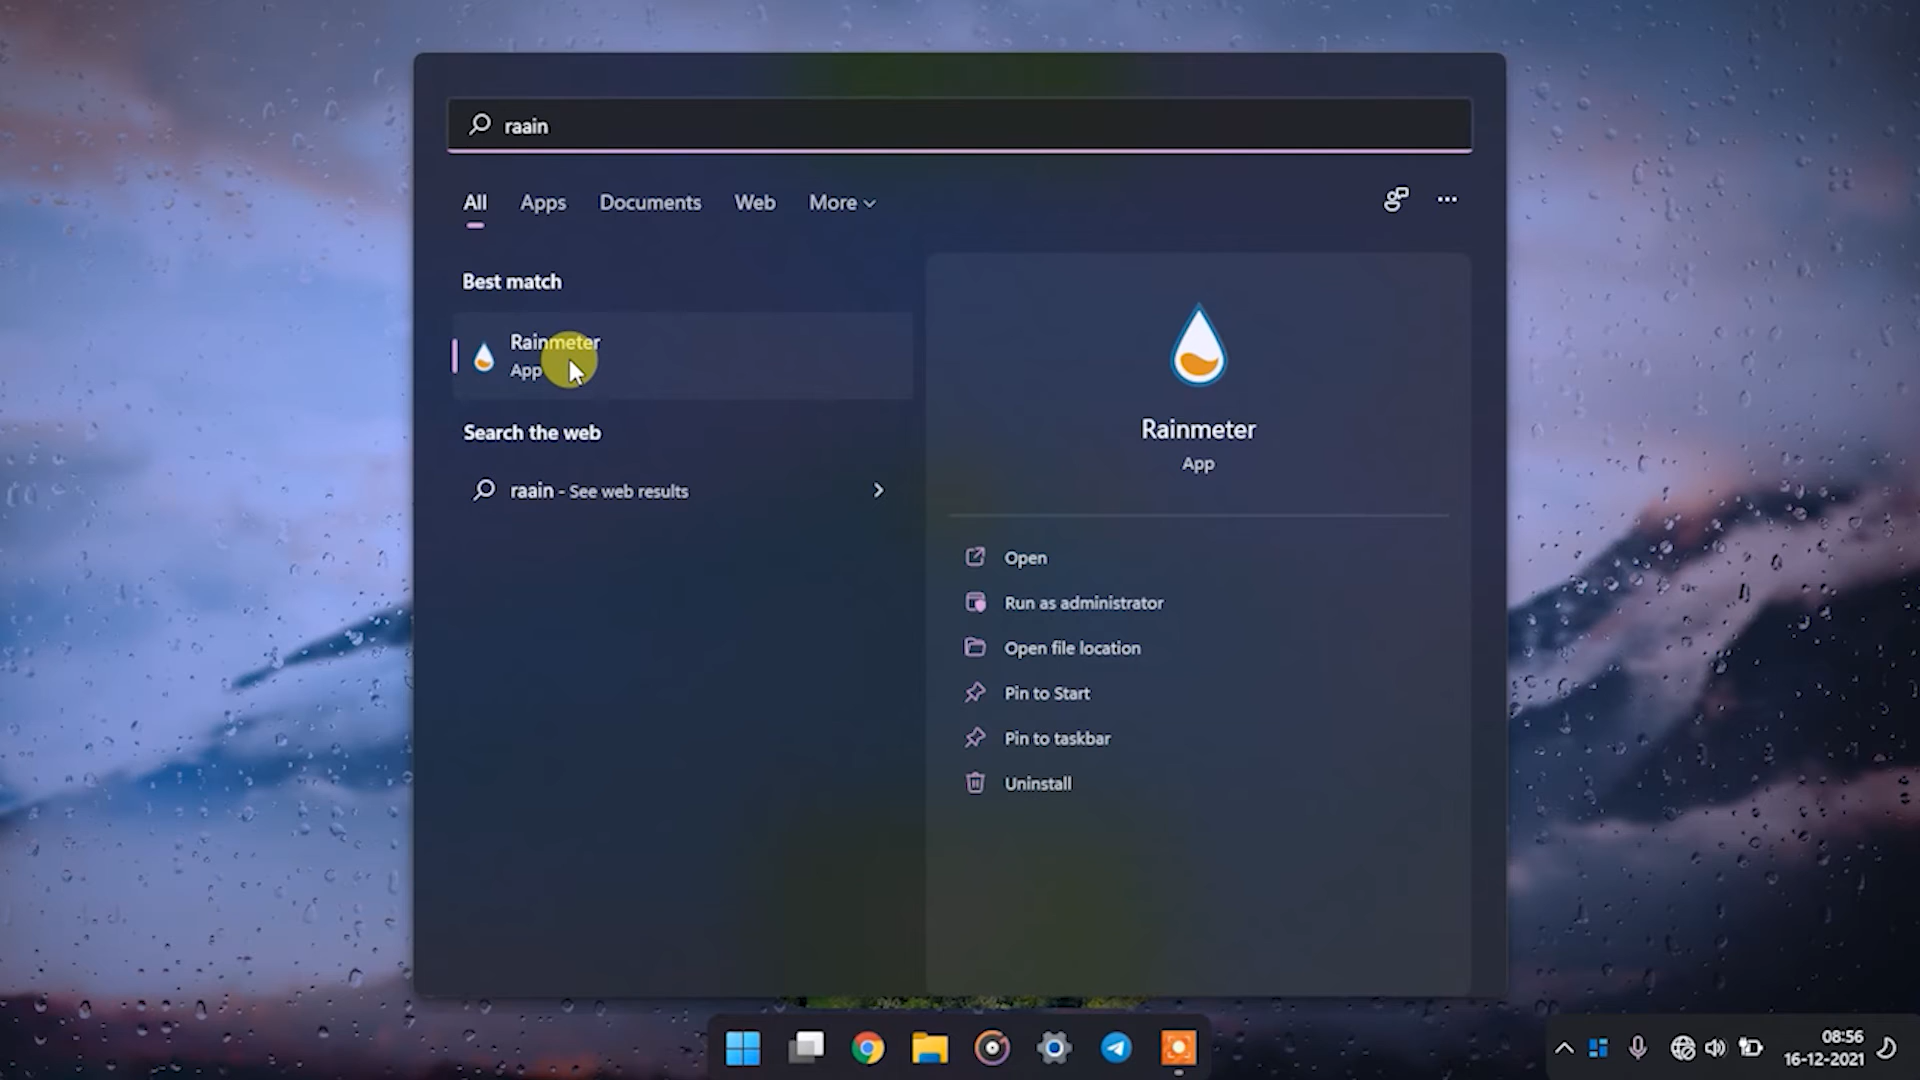 raain
All Apps Documents Web More
Best match
Rainmeter
App
Search the web
raain - See web results
Rainmeter
App
Open
Run as administrator
Open file location
Pin to Start
Pin to taskbar
Uninstall
08:56
16-12-2021